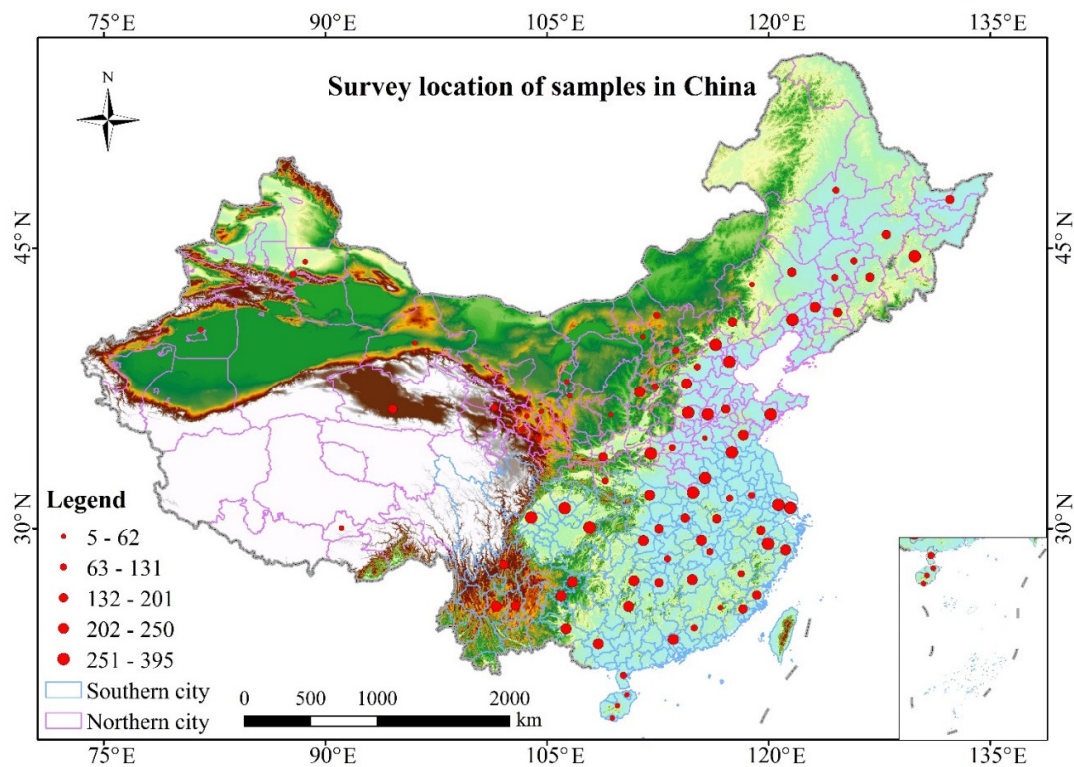 75°E 90°E 105°E 120°E 135°E
Survey location of samples in China
N
45° N 45° N
30° N 30° N
Legend
5 - 62
63 - 131
132 - 201
202 - 250
251 - 395
Southern city
Northern city
0 500 1000 2000
km
75°E 90°E 105°E 120°E 135°E